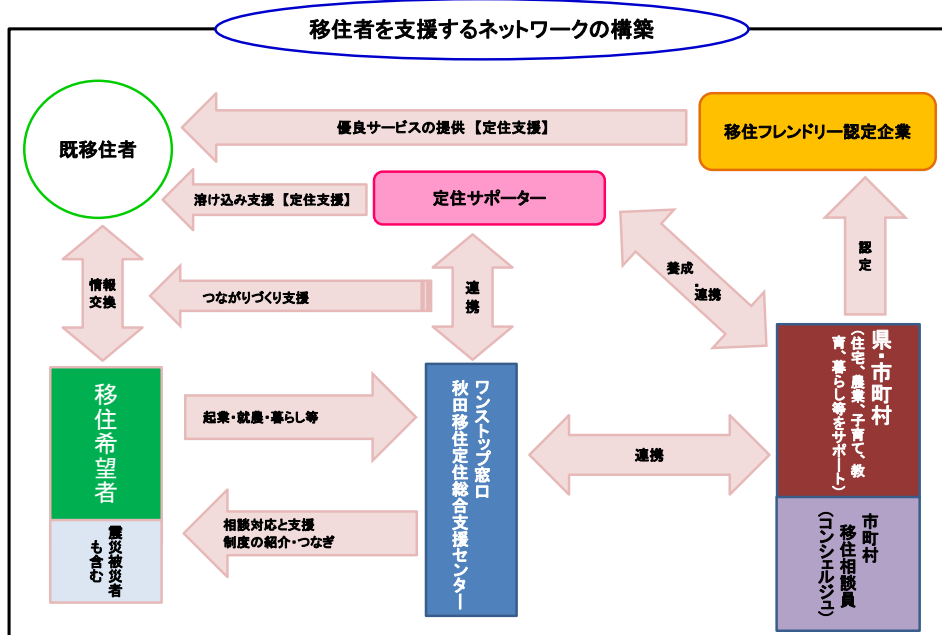 移住者を支援するネットワークの構築
既移住者
優良サービスの提供 【定住支援】
移住フレンドリー認定企業
溶け込み支援 【定住支援】
定住サポーター
認定
情報
交換
つながりづくり支援
連携
養成
・連携
移住希望者
震災被災者
も含む
起業・就農・暮らし等
相談対応と支援
制度の紹介・つなぎ
ワンストップ窓口
秋田移住定住総合支援センター
連携
県・市町村
(住宅、農業、子育て、教
育、暮らし等をサポート)
市町村
移住相談員
(コンシェルジュ)